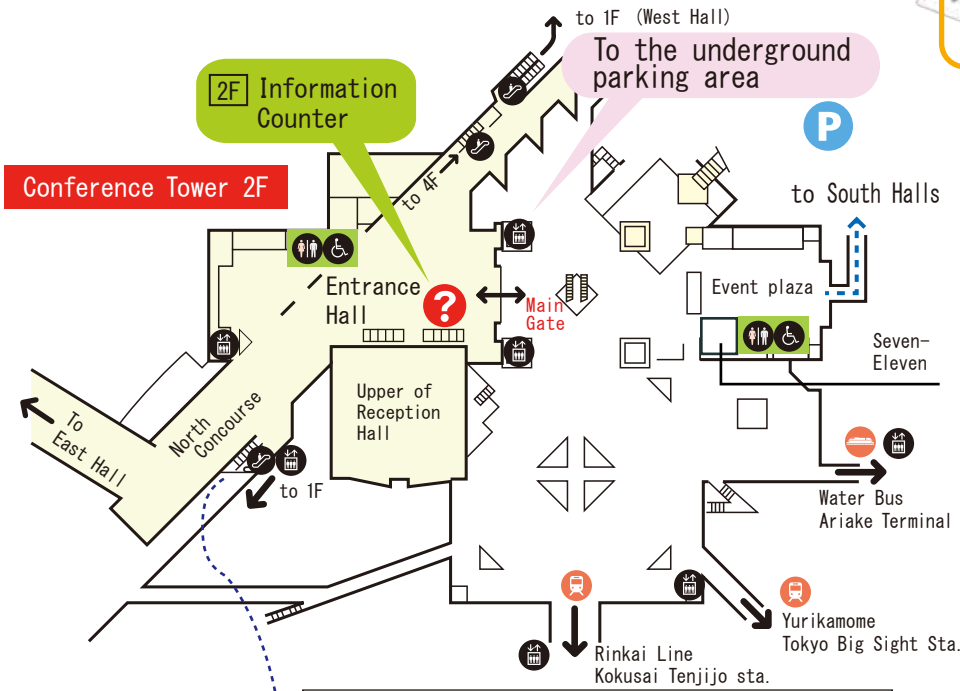 to 1F (West Hall)
To the underground
parking area
2F Information
Counter
P
Conference Tower 2F
to 4F
to South Halls
Entrance
Hall
?
Main
Gate
Event plaza
Seven-
Eleven
Upper of
Reception
Hall
To
East Hall
North
Concourse
to 1F
Water Bus
Ariake Terminal
Yurikamome
Tokyo Big Sight Sta.
Rinkai Line
Kokusai Tenjijo sta.